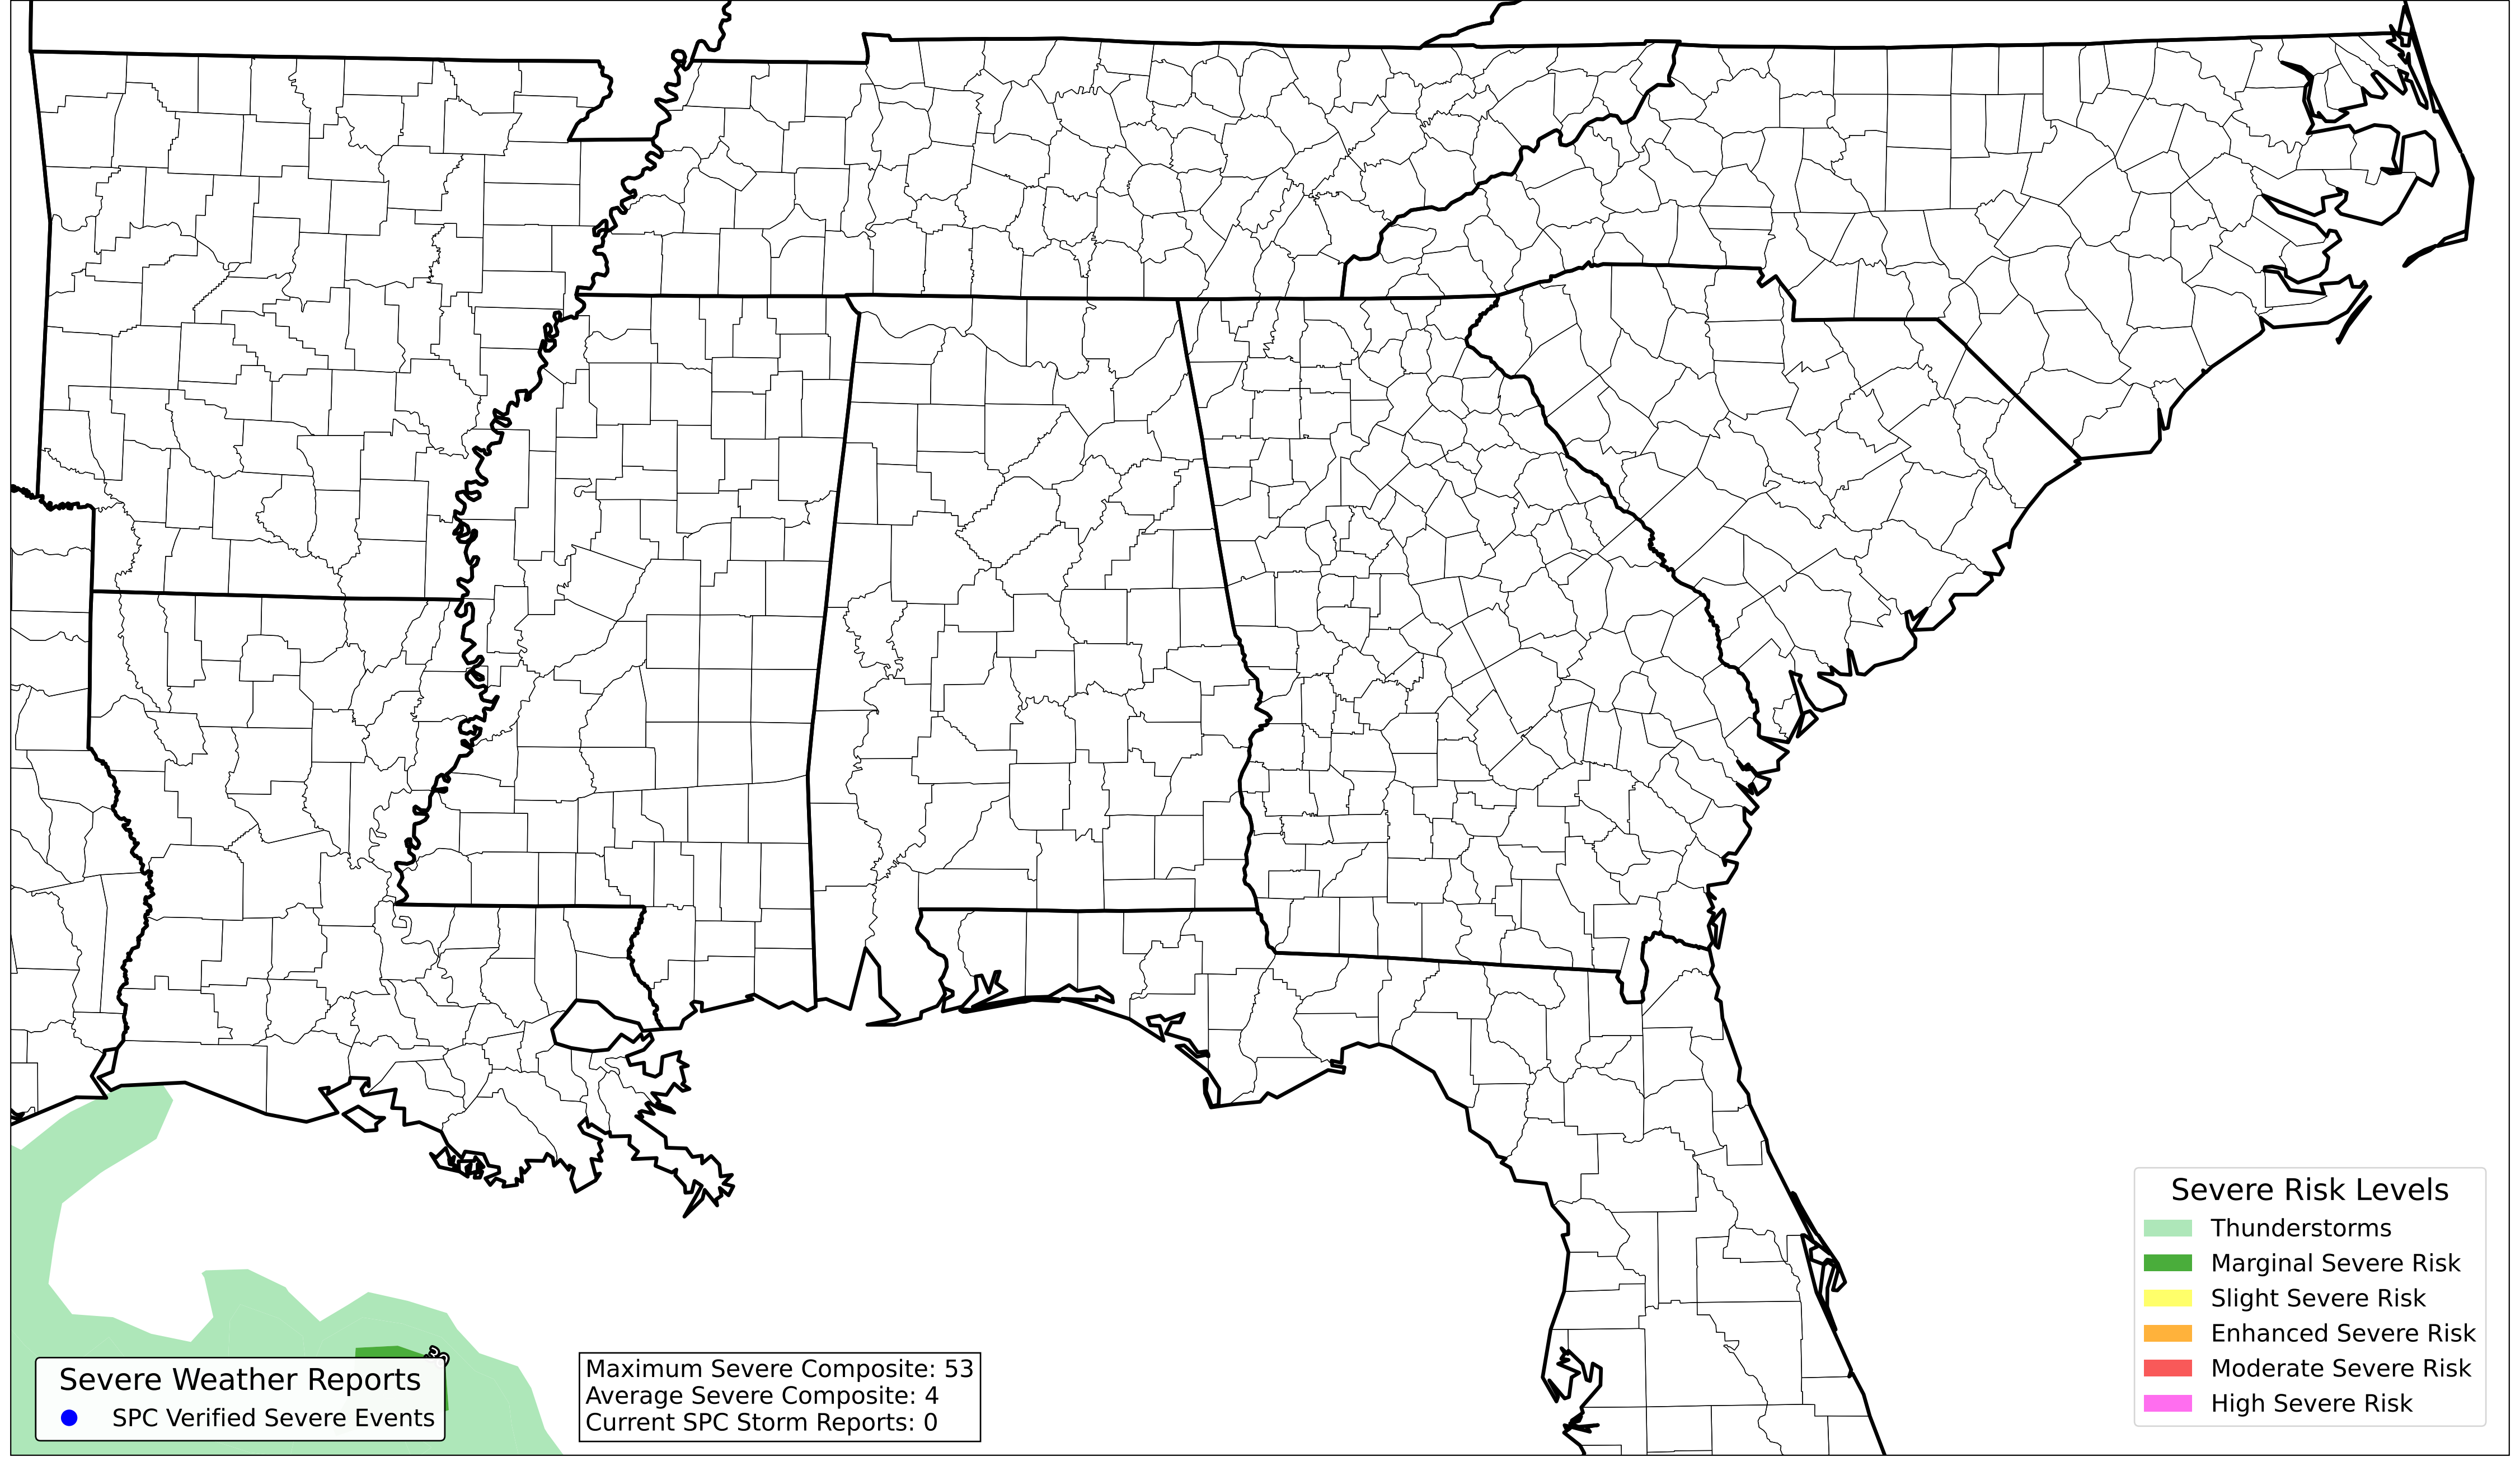 Severe Weather Reports
SPC Verified Severe Events
Maximum Severe Composite: 53
Average Severe Composite: 4
Current SPC Storm Reports: 0
Severe Risk Levels
Thunderstorms
Marginal Severe Risk
Slight Severe Risk
Enhanced Severe Risk
Moderate Severe Risk
High Severe Risk